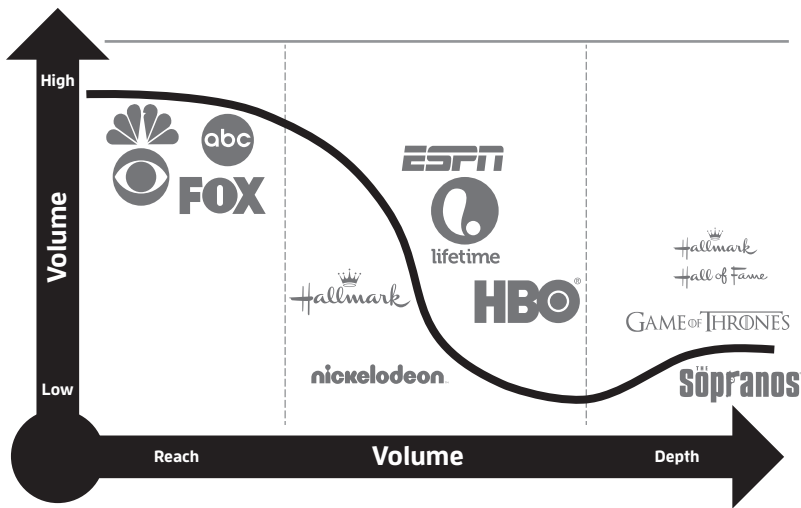 High
Volume
Low
abc
FOX
ESPN
lifetime
Hallmark
HBO®
nickelodeon
Hallmark
Hall of Fame
GAME OF THRONES
THE
Sopranos
Reach
Volume
Depth